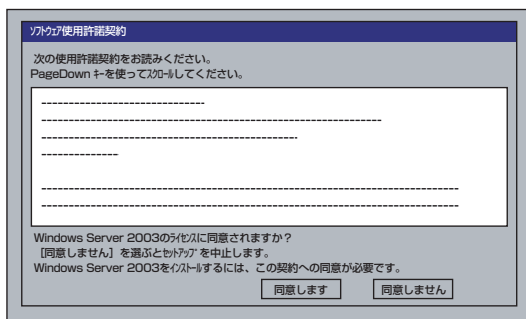 ソフトウェア使用許諾契約
次の使用許諾契約をお読みください。
PageDown キーを使ってスクロールしてください。
Windows Server 2003のライセンスに同意されますか？
［同意しません］を選ぶとセットアップを中止します。
Windows Server 2003をインストールするには、この契約への同意が必要です。
同意します 同意しません